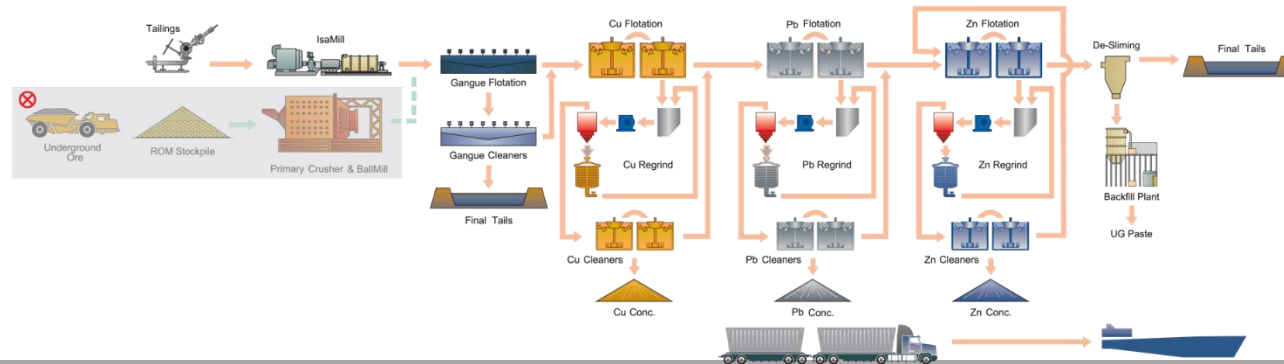 Tailings
IsaMill
Gangue Flotation
Gangue Cleaners
Final Tails
Underground
Ore
ROM Stockpile
Primary Crusher & BallMill
Cu Flotation
Cu Regrind
Cu Cleaners
Cu Conc.
Pb Flotation
Pb Regrind
Pb Cleaners
Pb Conc.
Zn Flotation
Zn Regrind
Zn Cleaners
Zn Conc.
De-Sliming
Final Tails
Backfill Plant
UG Paste